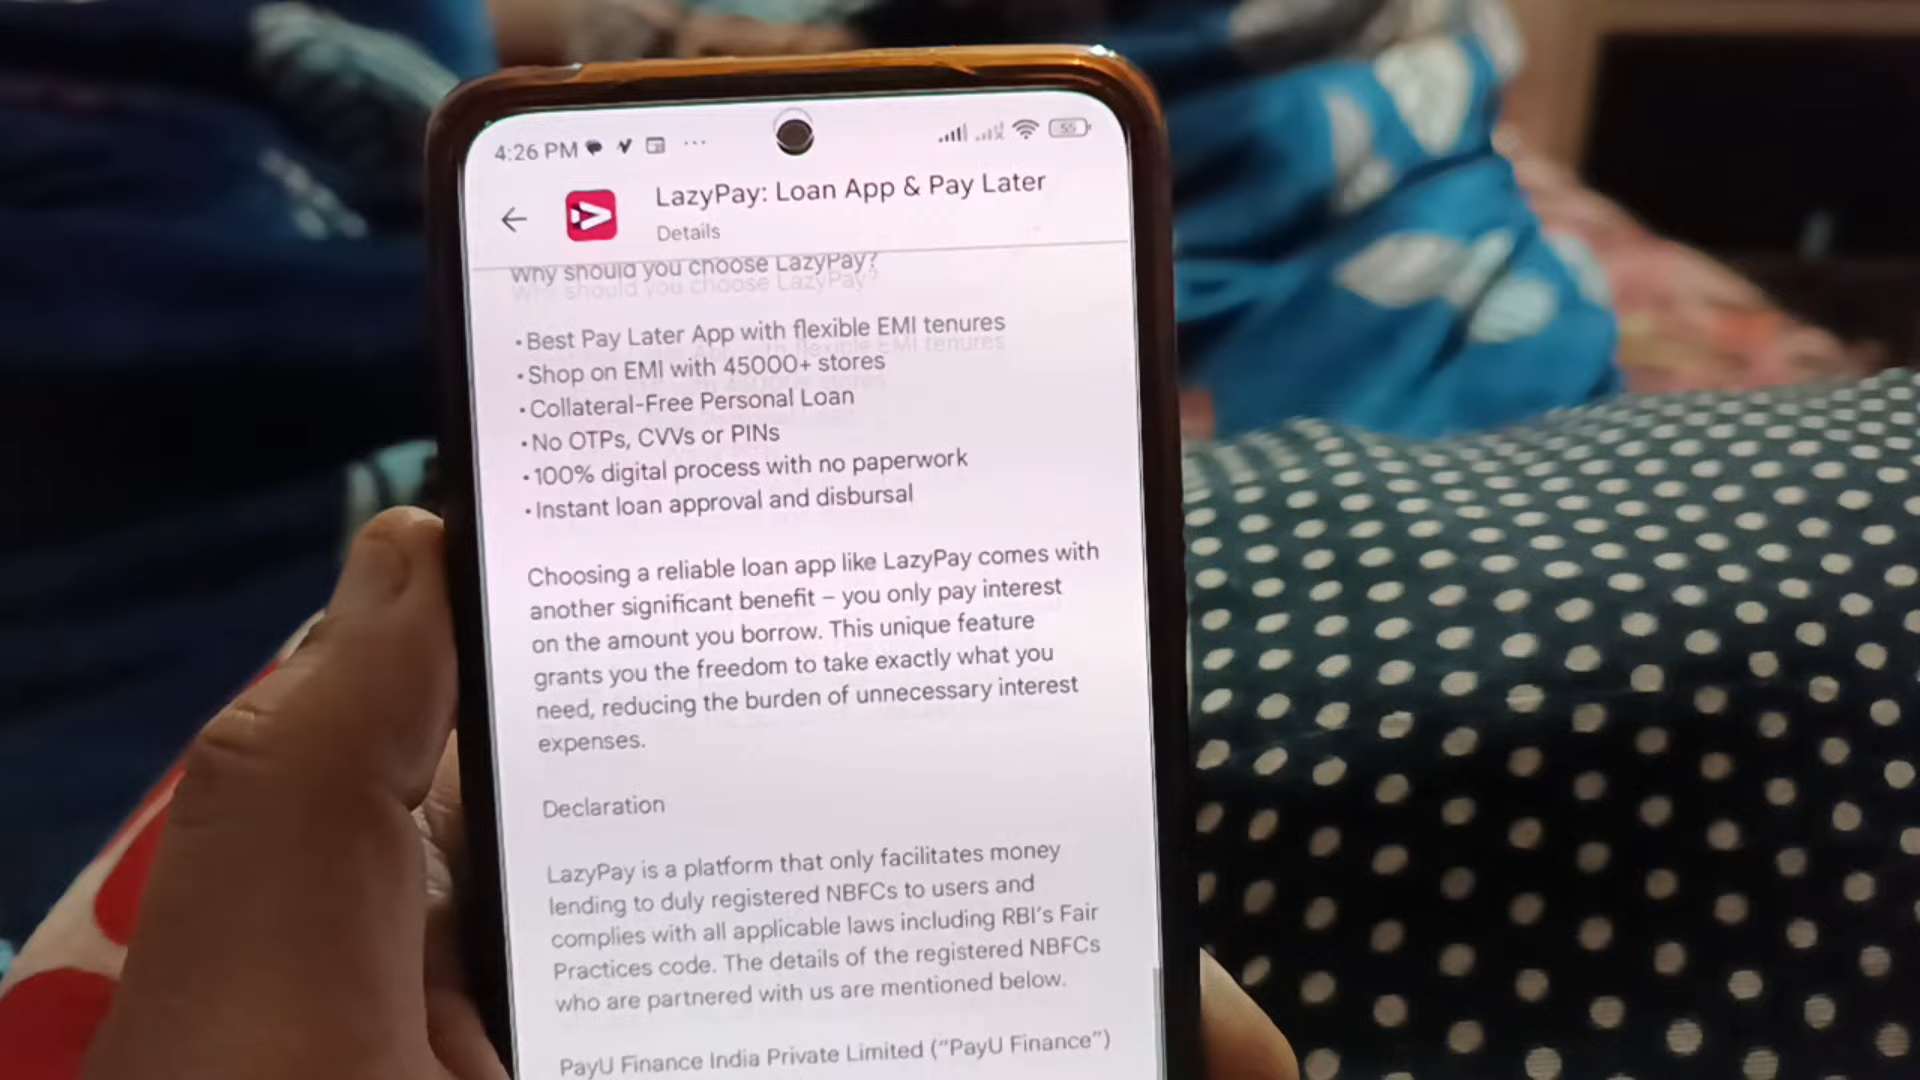 4:26 PM
55
LazyPay: Loan App & Pay Later
Details
Why should you choose LazyPay?
• Best Pay Later App with flexible EMI tenures
• Shop on EMI with 45000+ stores
• Collateral-Free Personal Loan
• No OTPs, CVVs or PINs
• 100% digital process with no paperwork
• Instant loan approval and disbursal
Choosing a reliable loan app like LazyPay comes with
another significant benefit – you only pay interest
on the amount you borrow. This unique feature
grants you the freedom to take exactly what you
need, reducing the burden of unnecessary interest
expenses.
Declaration
LazyPay is a platform that only facilitates money
lending to duly registered NBFCs to users and
complies with all applicable laws including RBI's Fair
Practices code. The details of the registered NBFCs
who are partnered with us are mentioned below.
PayU Finance India Private Limited ("PayU Finance")